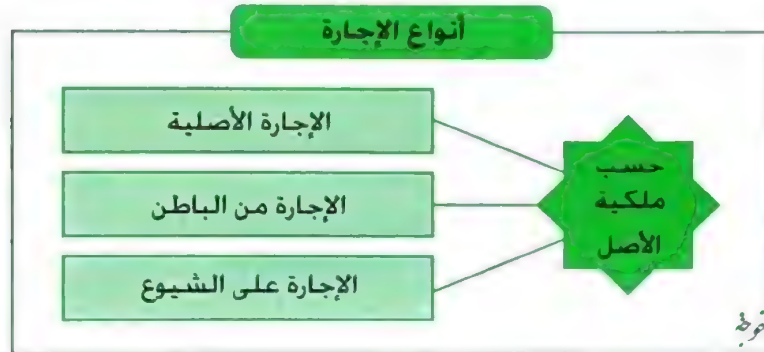 أنواع الإجارة
حسب
ملكية
الأصل
الإجارة الأصلية
الإجارة من الباطن
الإجارة على الشيوع